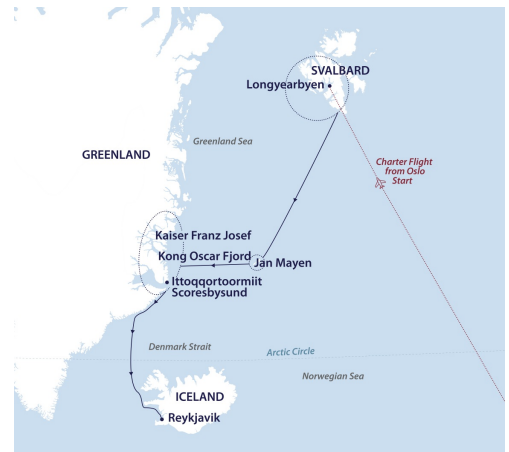 SVALBARD
Longyearbyen
Greenland Sea
GREENLAND
Charter Flight
from Oslo
Start
Kaiser Franz Josef
Kong Oscar Fjord
Jan Mayen
Ittoqqortoormiit
Scoresbysund
Denmark Strait
Arctic Circle
Norwegian Sea
ICELAND
Reykjavik